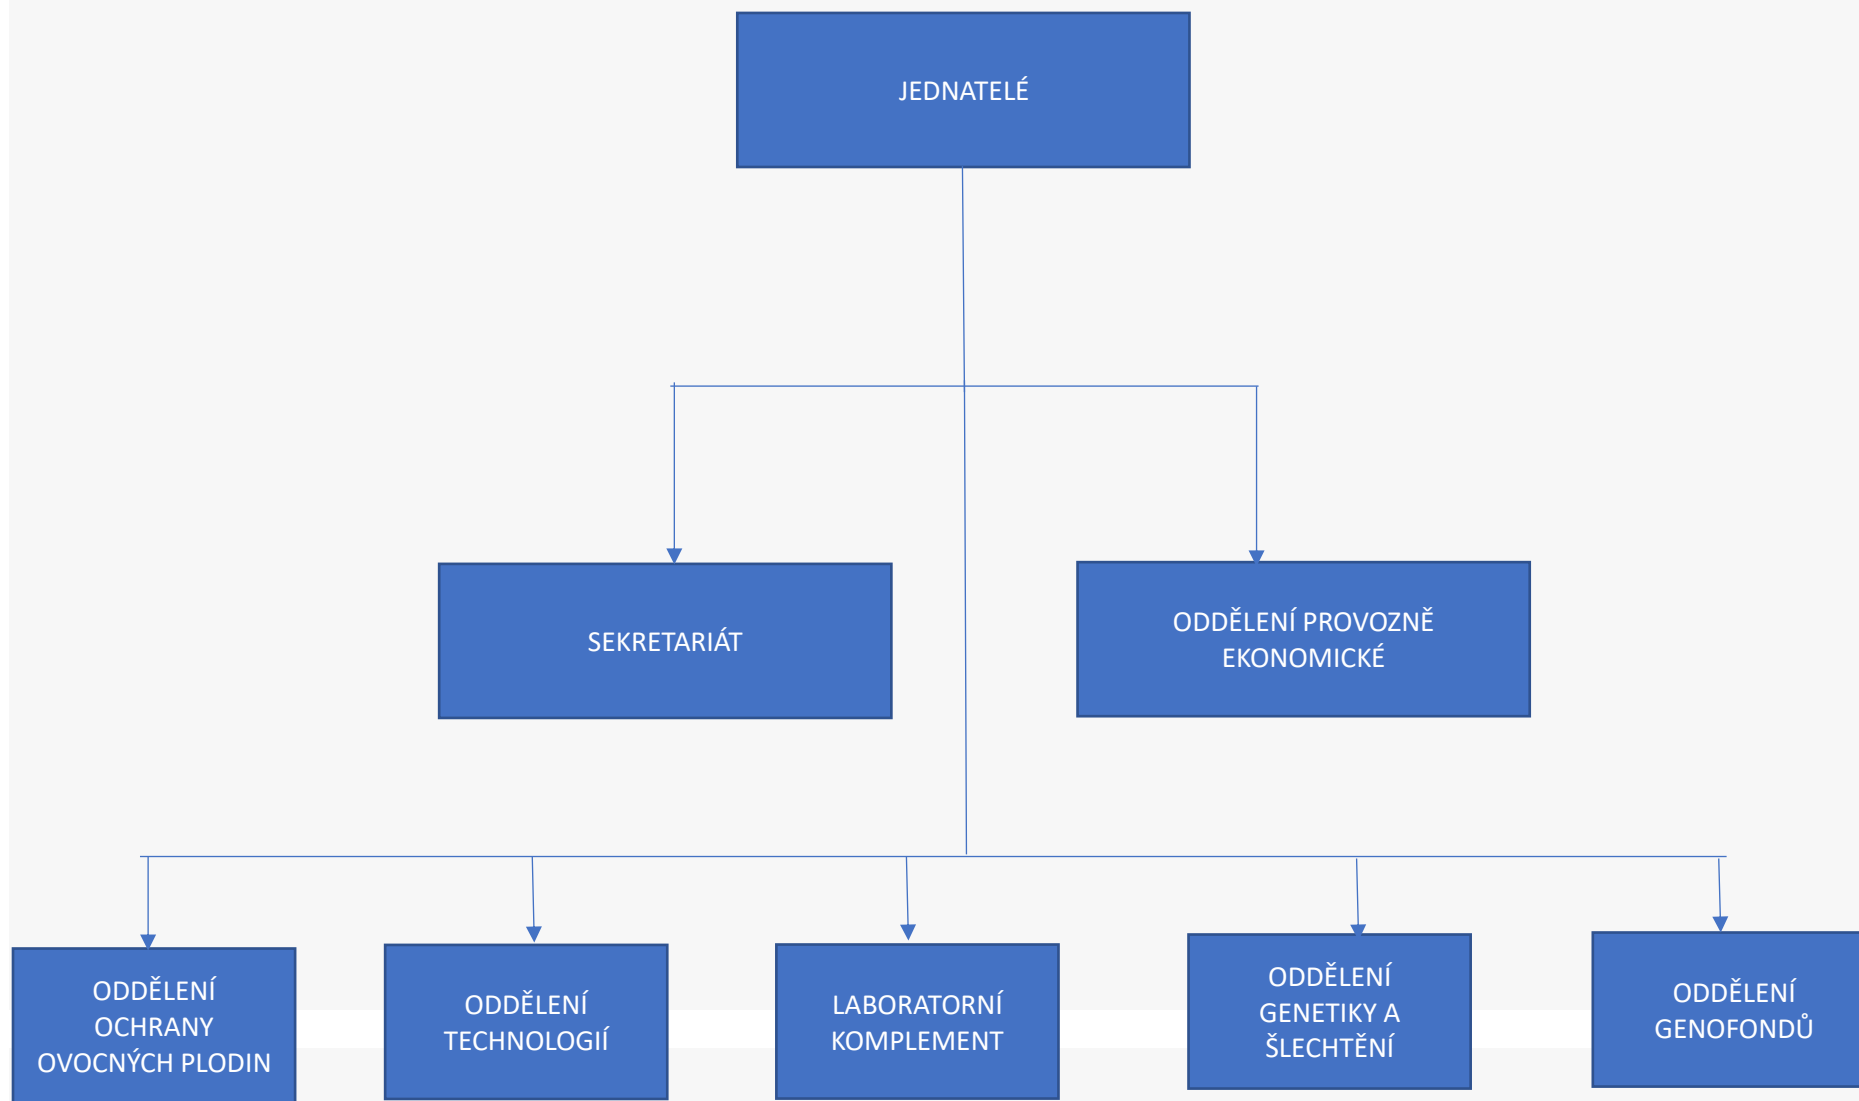 JEDNATELÉ
SEKRETARIÁT
ODDĚLENÍ PROVOZNĚ
EKONOMICKÉ
ODDĚLENÍ
OCHRANY
OVOCNÝCH PLODIN
ODDĚLENÍ
TECHNOLOGIÍ
LABORATORNÍ
KOMPLEMENT
ODDĚLENÍ
GENETIKY A
ŠLECHTĚNÍ
ODDĚLENÍ
GENOFONDŮ